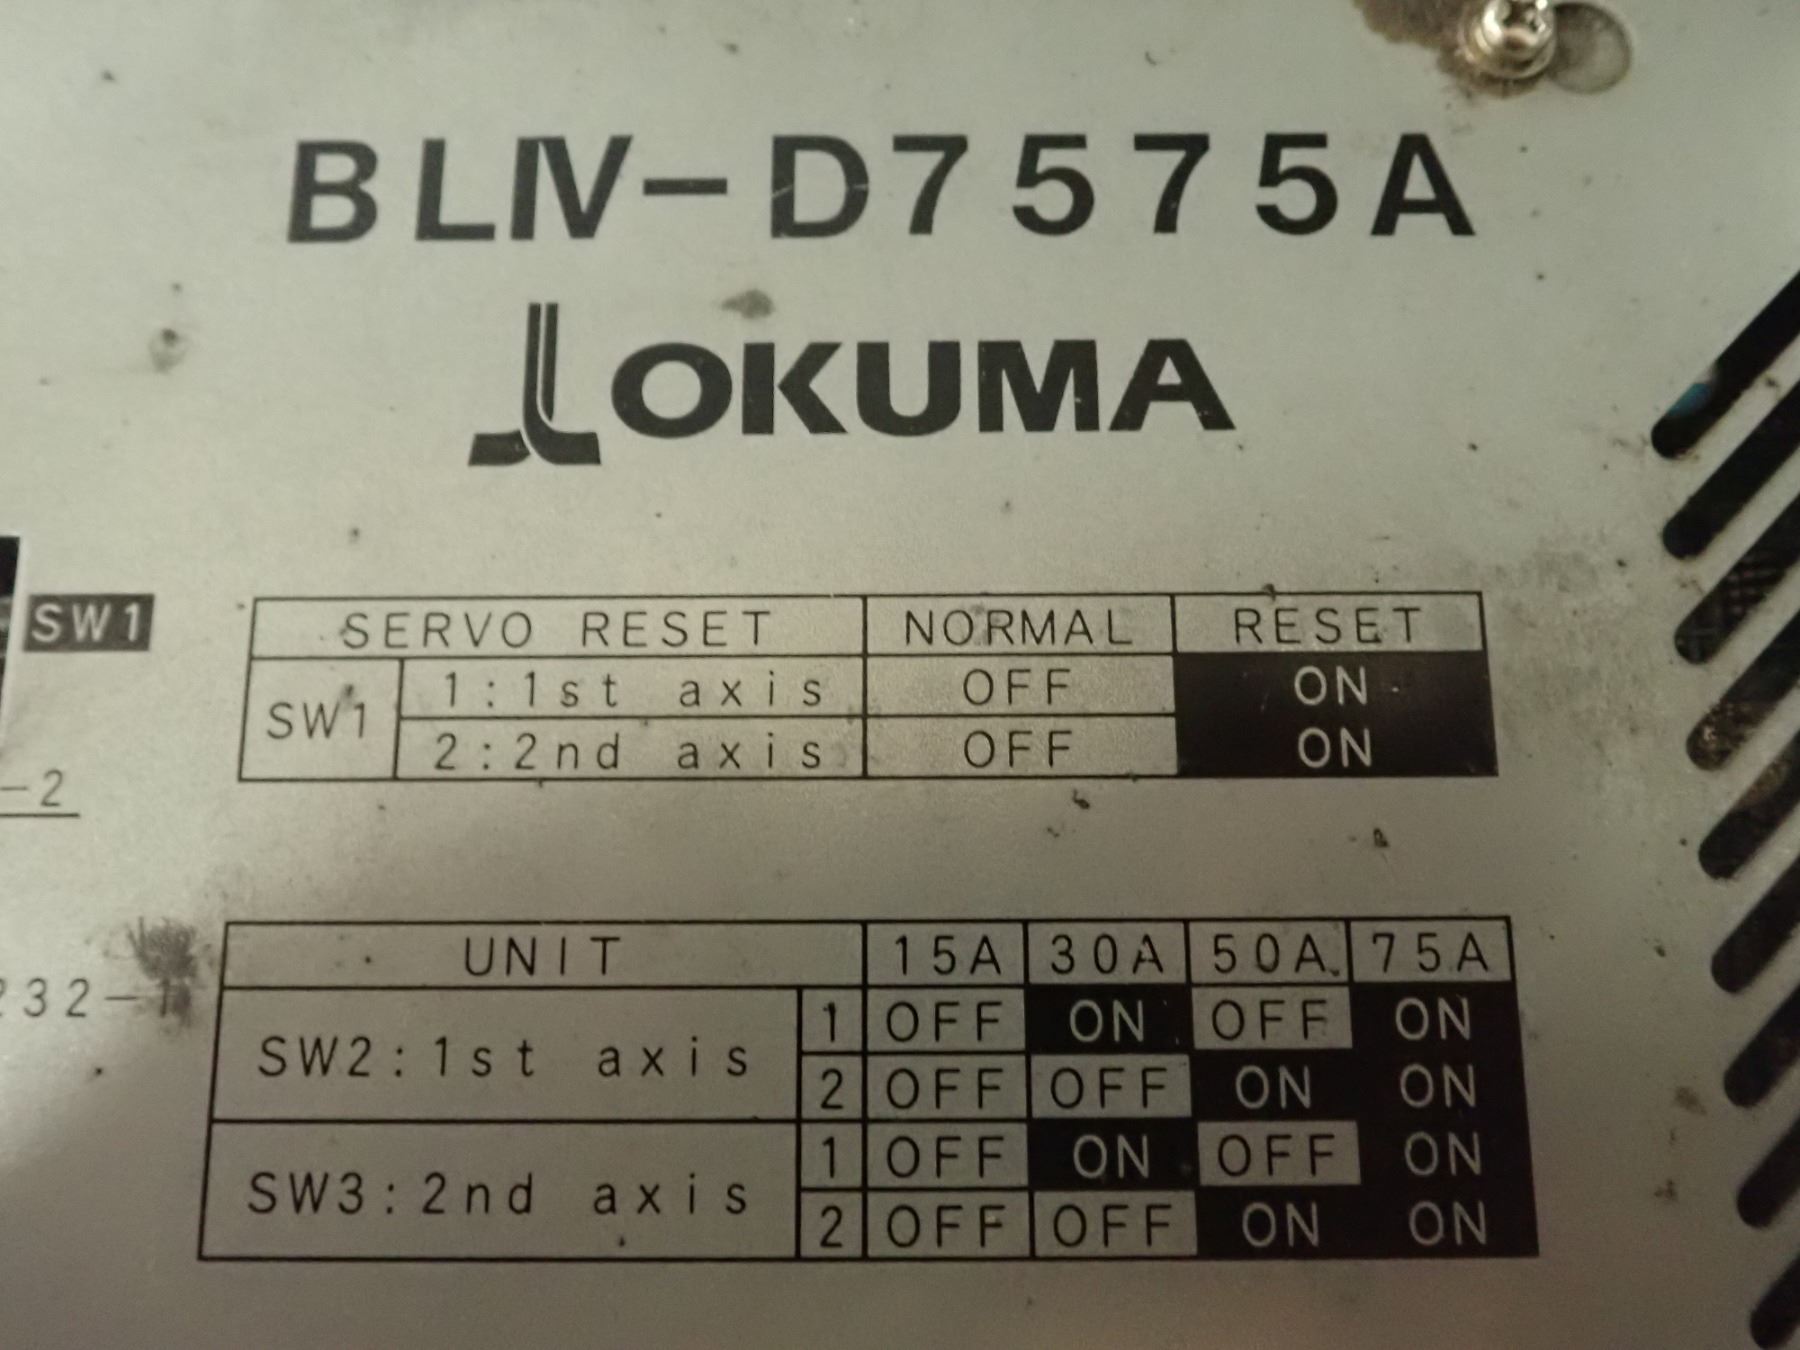 BLIV-D7575A
OKUMA
SW1
SERVO RESET NORMAL RESET
SW1 1:1st axis OFF ON
2:2nd axis OFF ON
-2
UNIT 15A 30A 50A 75A
SW2:1st axis 1 OFF ON OFF ON
2 OFF OFF ON ON
232-
SW3:2nd axis 1 OFF ON OFF ON
2 OFF OFF ON ON